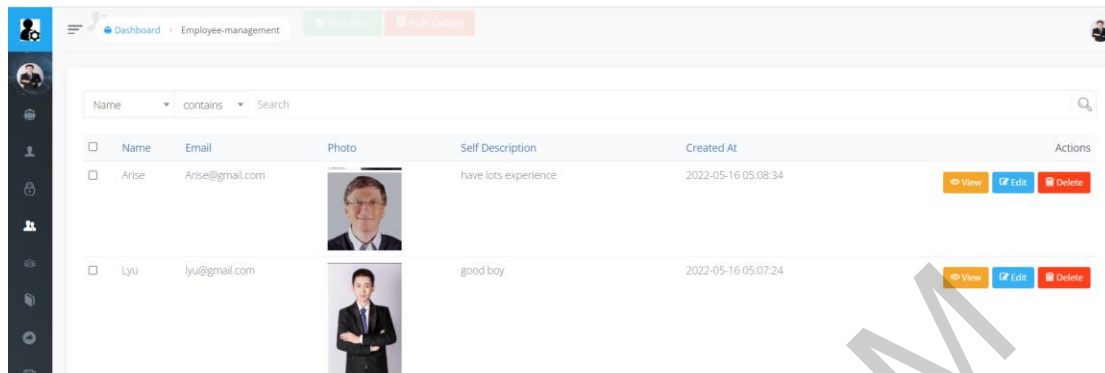 Dashboard > Employee-management
Add New
Bulk Delete
Name contains Search
Name Email Photo Self Description Created At Actions
Arise Arise@gmail.com have lots experience 2022-05-16 05:08:34 View Edit Delete
Lyu lyu@gmail.com good boy 2022-05-16 05:07:24 View Edit Delete
M